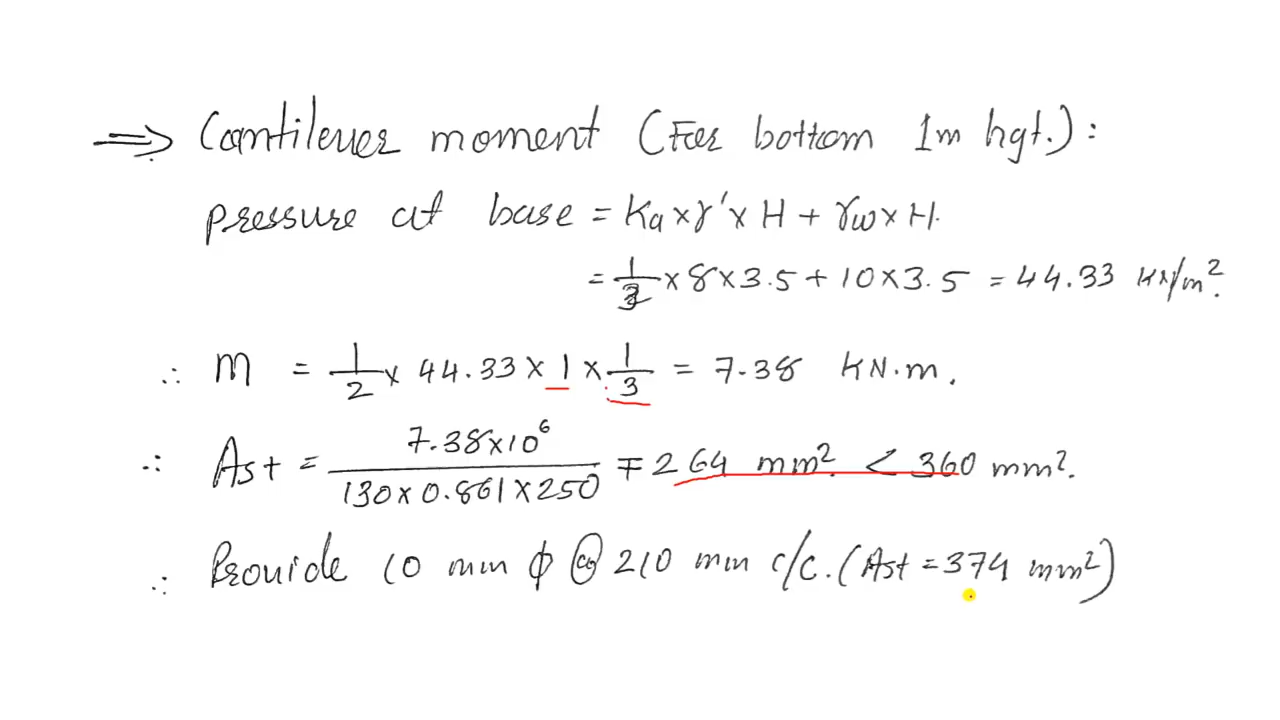 ⇒ Cantilever moment (For bottom 1m hgt.) :
pressure at base = Ka × γ' × H + γw × H.
= 1/3 × 8 × 3.5 + 10 × 3.5 = 44.33 kN/m².
∴ M = 1/2 × 44.33 × 1 × 1/3 = 7.38 kN.m.
∴ Ast = 7.38×10⁶ / 130 × 0.861 × 250 = 264 mm². < 360 mm².
∴ Provide 10 mm ϕ @ 210 mm c/c. (Ast = 374 mm²)